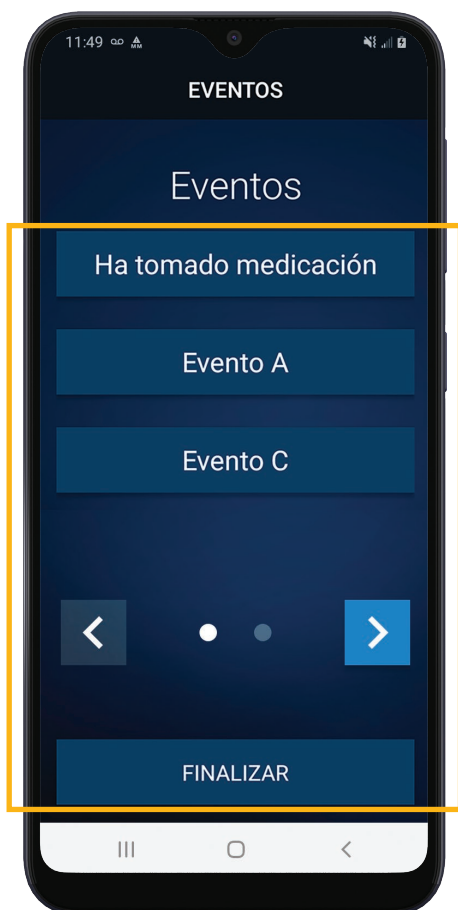 11:49
EVENTOS
Eventos
Ha tomado medicación
Evento A
Evento C
FINALIZAR